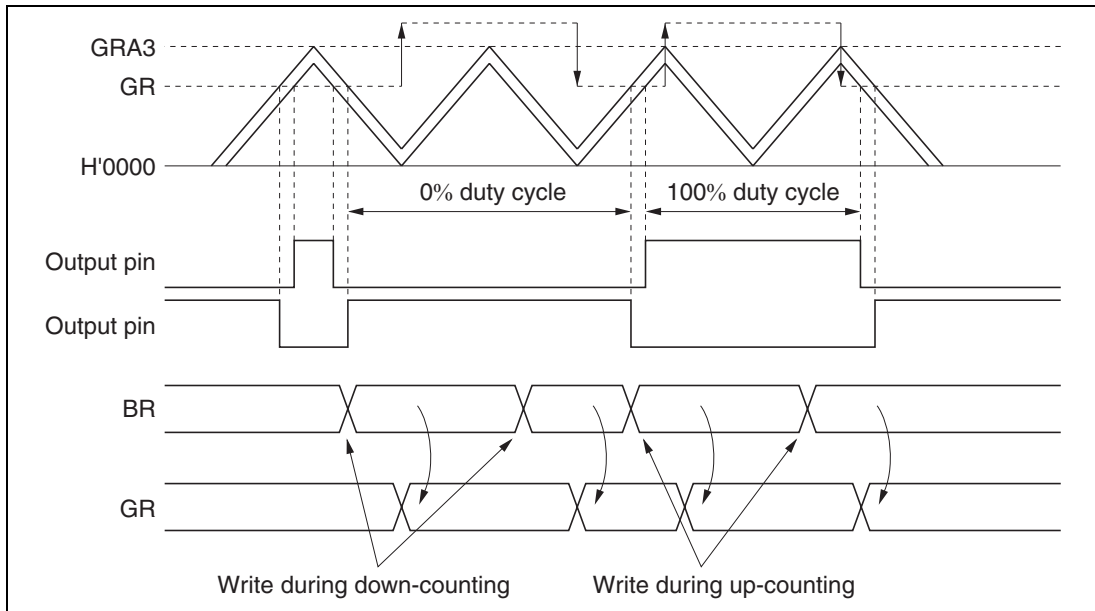 GRA3
GR
H'0000
0% duty cycle
100% duty cycle
Output pin
Output pin
BR
GR
Write during down-counting
Write during up-counting